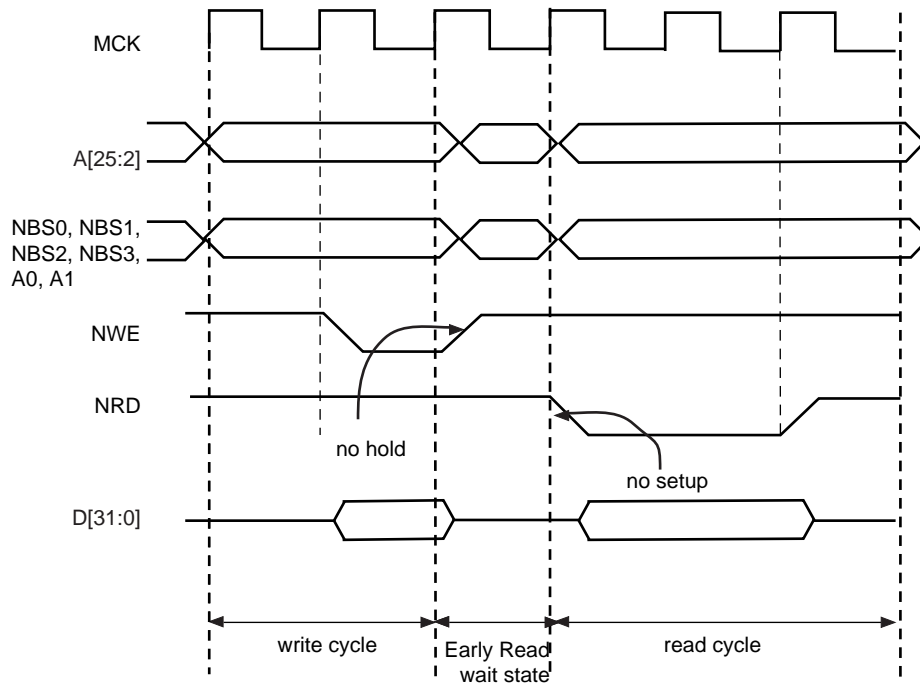 MCK
A[25:2]
NBS0, NBS1,
NBS2, NBS3,
A0, A1
NWE
NRD
no hold
no setup
D[31:0]
write cycle
Early Read
wait state
read cycle